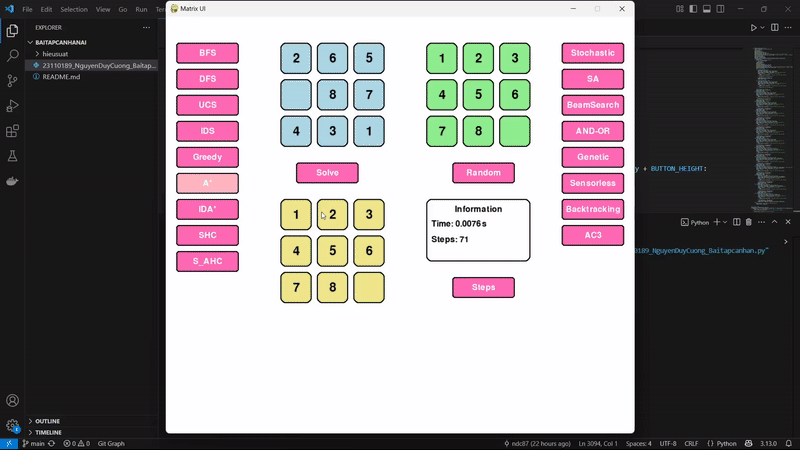 File Edit Selection View Go Run Ter
Matrix UI
EXPLORER
BAITAPCANHANAI
hieusuat
23110189_NguyenDuyCuong_Baitapc...
README.md
BFS
DFS
UCS
IDS
Greedy
A*
IDA*
SHC
S_AHC
2 6 5
8 7
4 3 1
Solve
1 2 3
4 5 6
7 8
1 2 3
4 5 6
7 8
Random
Information
Time: 0.0076 s
Steps: 71
Steps
Stochastic
SA
BeamSearch
AND-OR
Genetic
Sensorless
Backtracking
AC3
y + BUTTON_HEIGHT:
Python
0189_NguyenDuyCuong_Baitapcanhan.py"
OUTLINE
TIMELINE
main
0 0
Git Graph
ndc87 (22 hours ago)
Ln 3094, Col 1
Spaces: 4
UTF-8
CRLF
Python
3.13.0